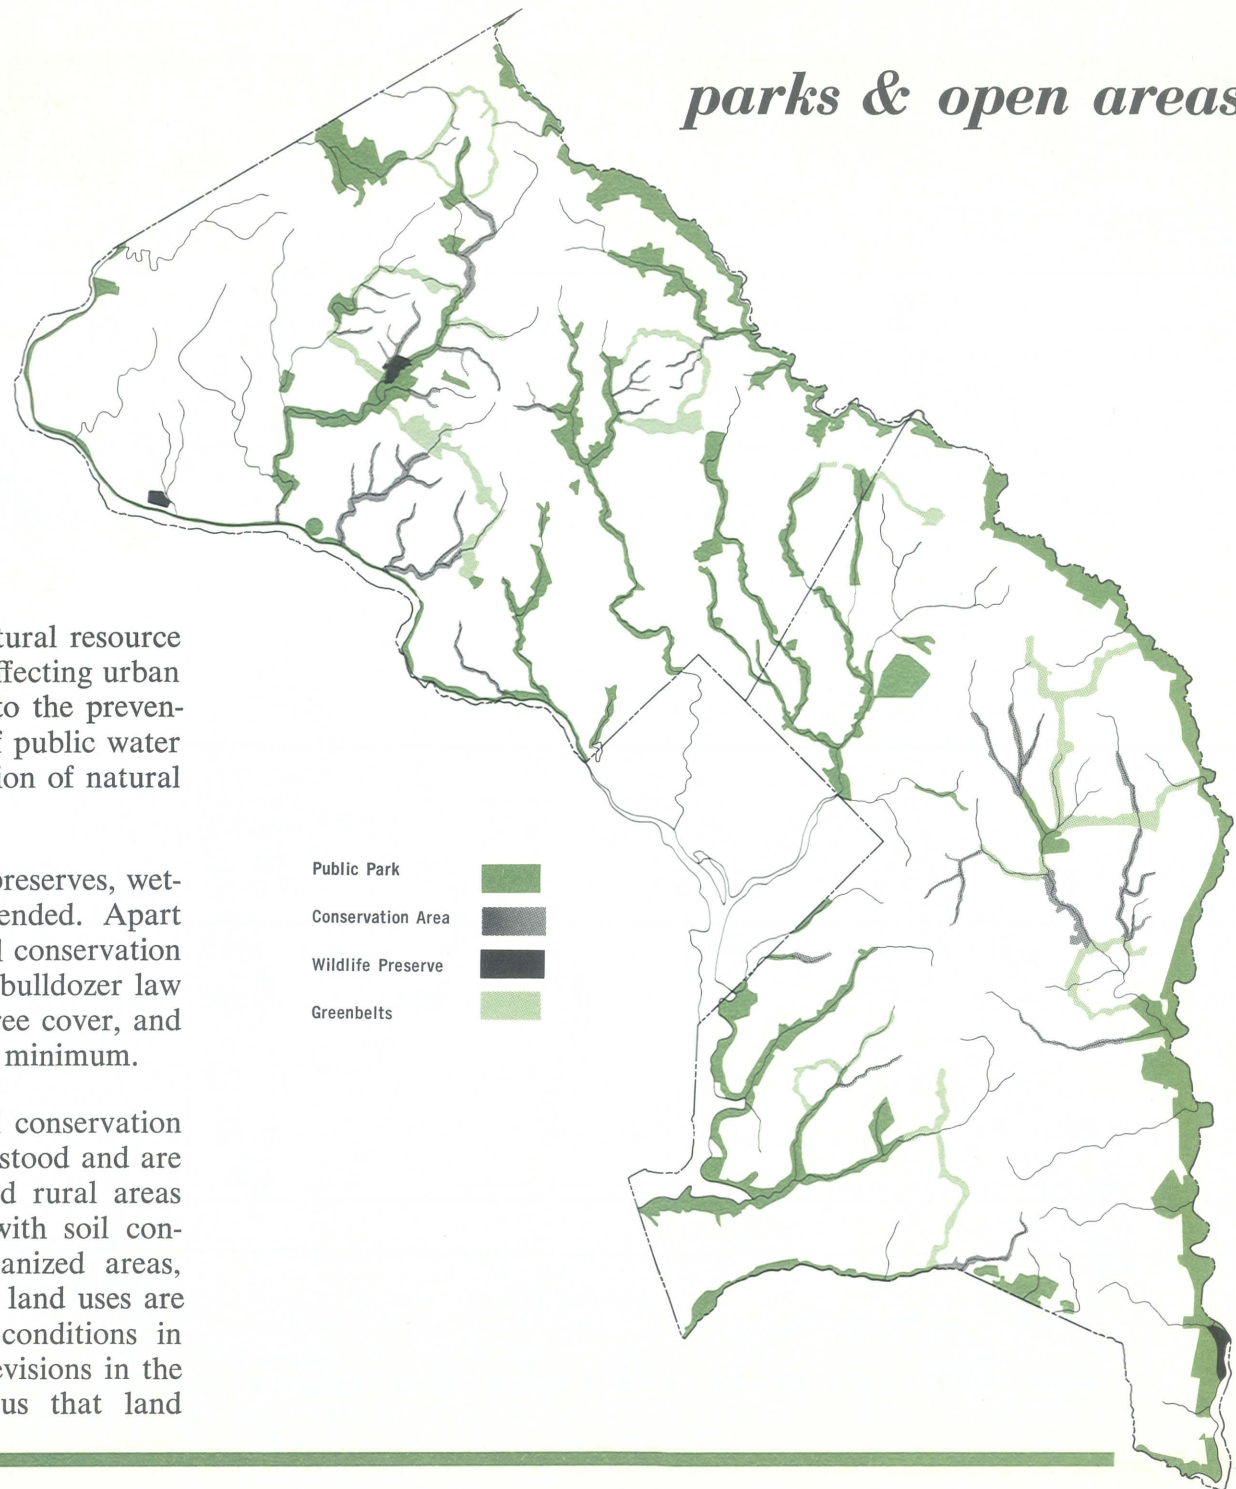 parks & open areas
tural resource
ffecting urban
to the preven-
f public water
ion of natural
preserves, wet-
ended. Apart
l conservation
bulldozer law
ree cover, and
minimum.
conservation
stood and are
d rural areas
with soil con-
anized areas,
land uses are
conditions in
evisions in the
us that land
Public Park
Conservation Area
Wildlife Preserve
Greenbelts